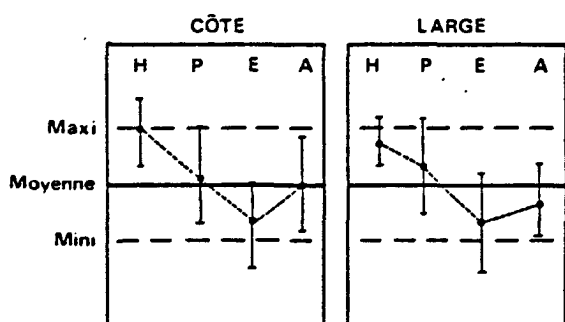 CÔTE LARGE
H P E A H P E A
Maxi
Moyenne
Mini